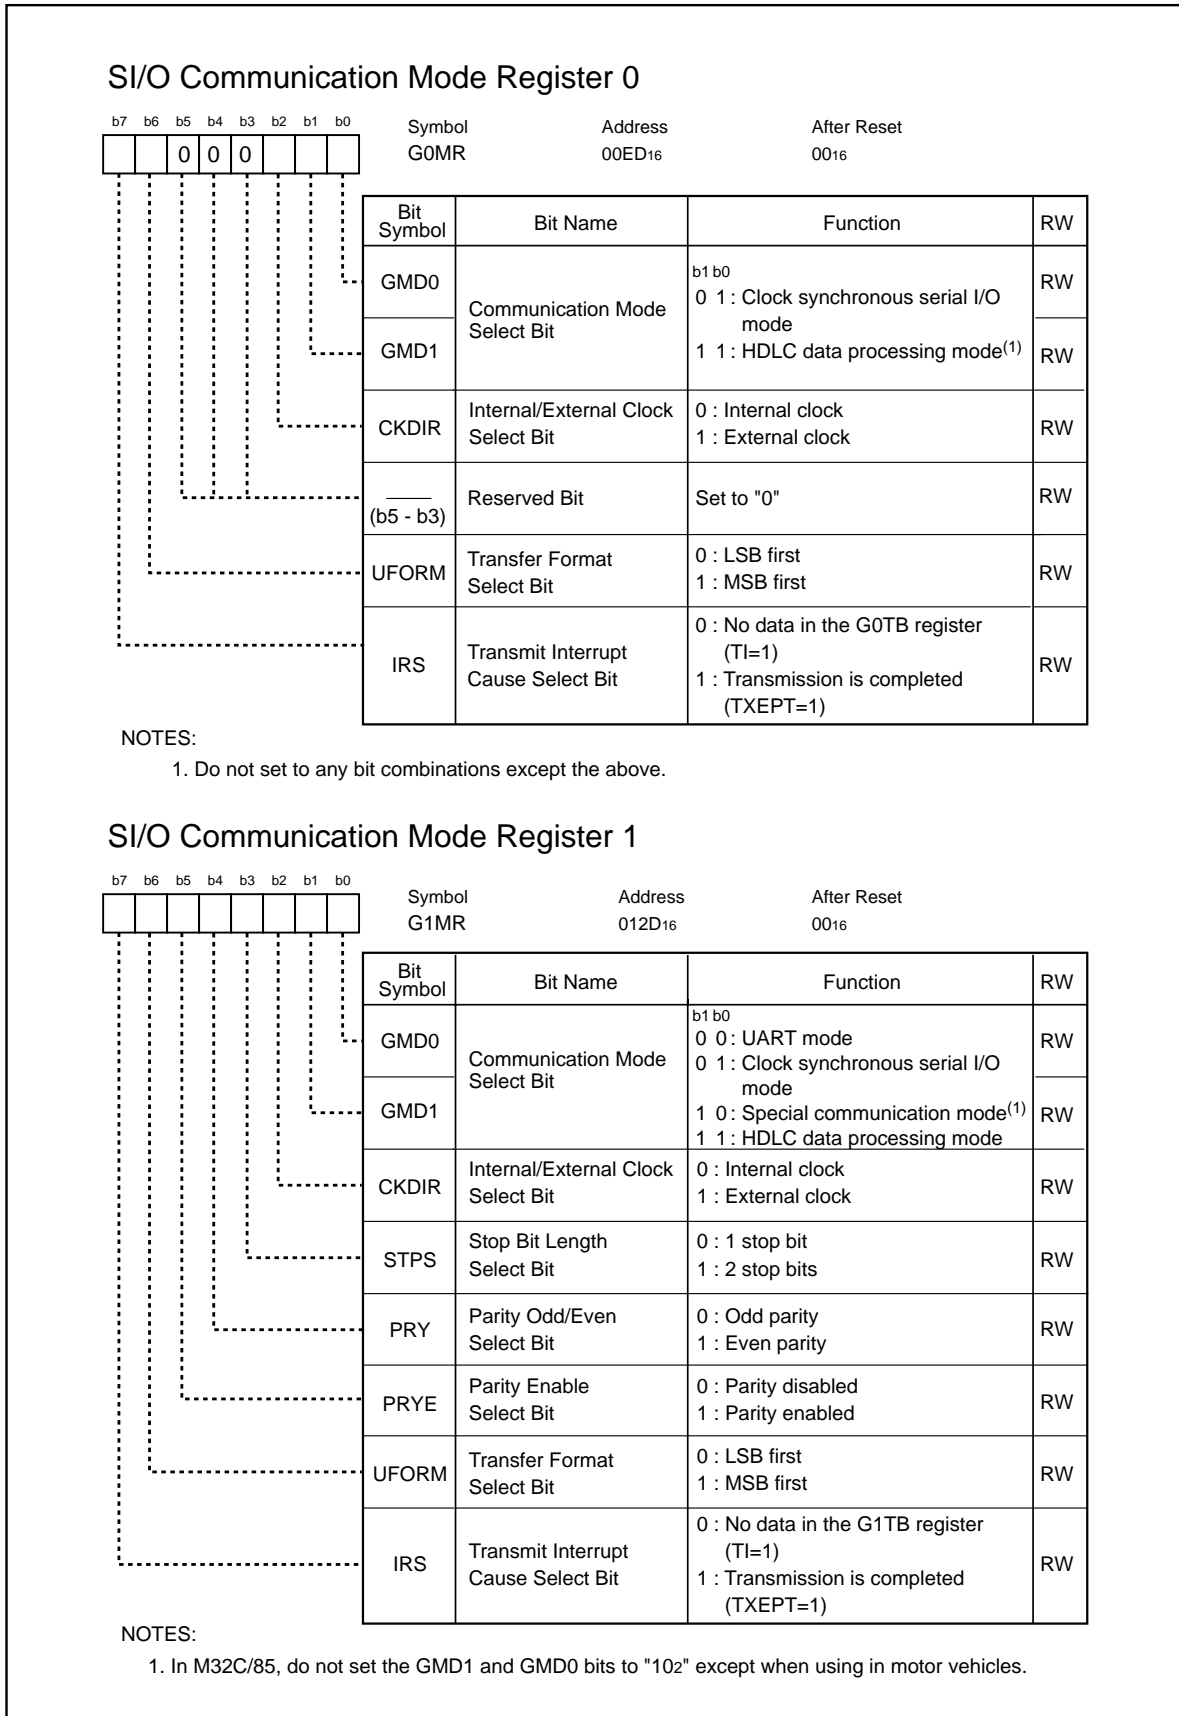 SI/O Communication Mode Register 0
b7 b6 b5 b4 b3 b2 b1 b0
Symbol Address After Reset
0 0 0
G0MR 00ED16 0016
Bit Symbol Bit Name Function RW
GMD0
GMD1
Communication Mode
Select Bit
b1 b0
0 1 : Clock synchronous serial I/O
mode
1 1 : HDLC data processing mode(1)
RW
RW
CKDIR
Internal/External Clock
Select Bit
0 : Internal clock
1 : External clock
RW
(b5 - b3)
Reserved Bit
Set to "0"
RW
UFORM
Transfer Format
Select Bit
0 : LSB first
1 : MSB first
RW
IRS
Transmit Interrupt
Cause Select Bit
0 : No data in the G0TB register
(TI=1)
1 : Transmission is completed
(TXEPT=1)
RW
NOTES:
1. Do not set to any bit combinations except the above.
SI/O Communication Mode Register 1
b7 b6 b5 b4 b3 b2 b1 b0
Symbol Address After Reset
G1MR 012D16 0016
Bit Symbol Bit Name Function RW
GMD0
GMD1
Communication Mode
Select Bit
b1 b0
0 0 : UART mode
0 1 : Clock synchronous serial I/O
mode
1 0 : Special communication mode(1)
1 1 : HDLC data processing mode
RW
RW
CKDIR
Internal/External Clock
Select Bit
0 : Internal clock
1 : External clock
RW
STPS
Stop Bit Length
Select Bit
0 : 1 stop bit
1 : 2 stop bits
RW
PRY
Parity Odd/Even
Select Bit
0 : Odd parity
1 : Even parity
RW
PRYE
Parity Enable
Select Bit
0 : Parity disabled
1 : Parity enabled
RW
UFORM
Transfer Format
Select Bit
0 : LSB first
1 : MSB first
RW
IRS
Transmit Interrupt
Cause Select Bit
0 : No data in the G1TB register
(TI=1)
1 : Transmission is completed
(TXEPT=1)
RW
NOTES:
1. In M32C/85, do not set the GMD1 and GMD0 bits to "102" except when using in motor vehicles.